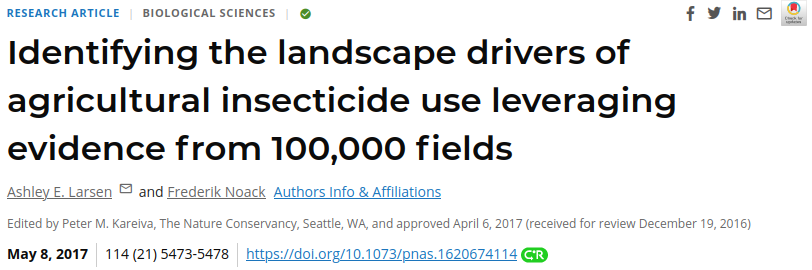 RESEARCH ARTICLE | BIOLOGICAL SCIENCES |
Identifying the landscape drivers of
agricultural insecticide use leveraging
evidence from 100,000 fields
Ashley E. Larsen and Frederik Noack Authors Info & Affiliations
Edited by Peter M. Kareiva, The Nature Conservancy, Seattle, WA, and approved April 6, 2017 (received for review December 19, 2016)
May 8, 2017 | 114 (21) 5473-5478 | https://doi.org/10.1073/pnas.1620674114